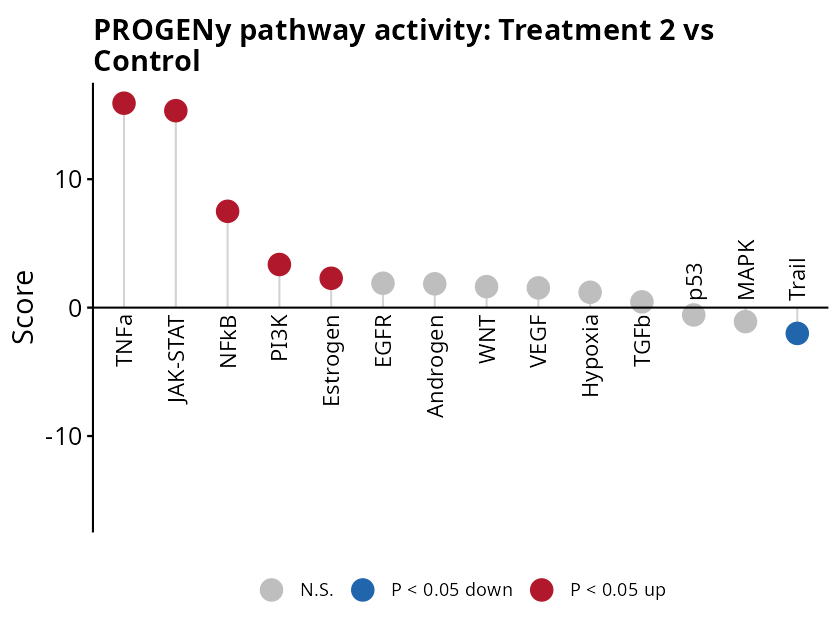 PROGENy pathway activity: Treatment 2 vs
Control
Score
10
0
-10
TNFa
JAK-STAT
NFkB
PI3K
Estrogen
EGFR
Androgen
WNT
VEGF
Hypoxia
TGFb
p53
MAPK
Trail
N.S.
P < 0.05 down
P < 0.05 up